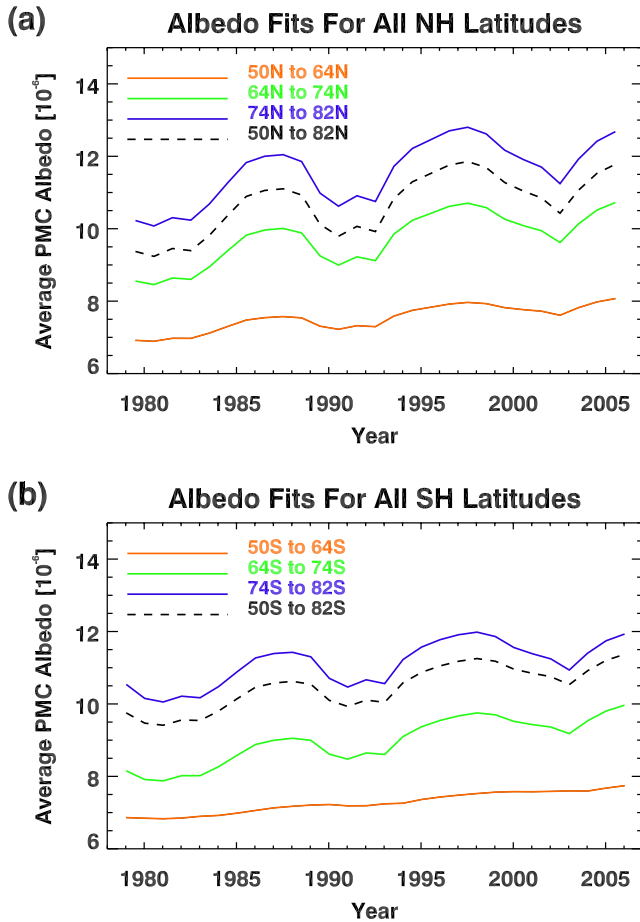 (a)
Albedo Fits For All NH Latitudes
50N to 64N
64N to 74N
74N to 82N
50N to 82N
Average PMC Albedo [10⁻⁶]
14
12
10
8
6
1980 1985 1990 1995 2000 2005
Year
(b)
Albedo Fits For All SH Latitudes
50S to 64S
64S to 74S
74S to 82S
50S to 82S
Average PMC Albedo [10⁻⁶]
14
12
10
8
6
1980 1985 1990 1995 2000 2005
Year